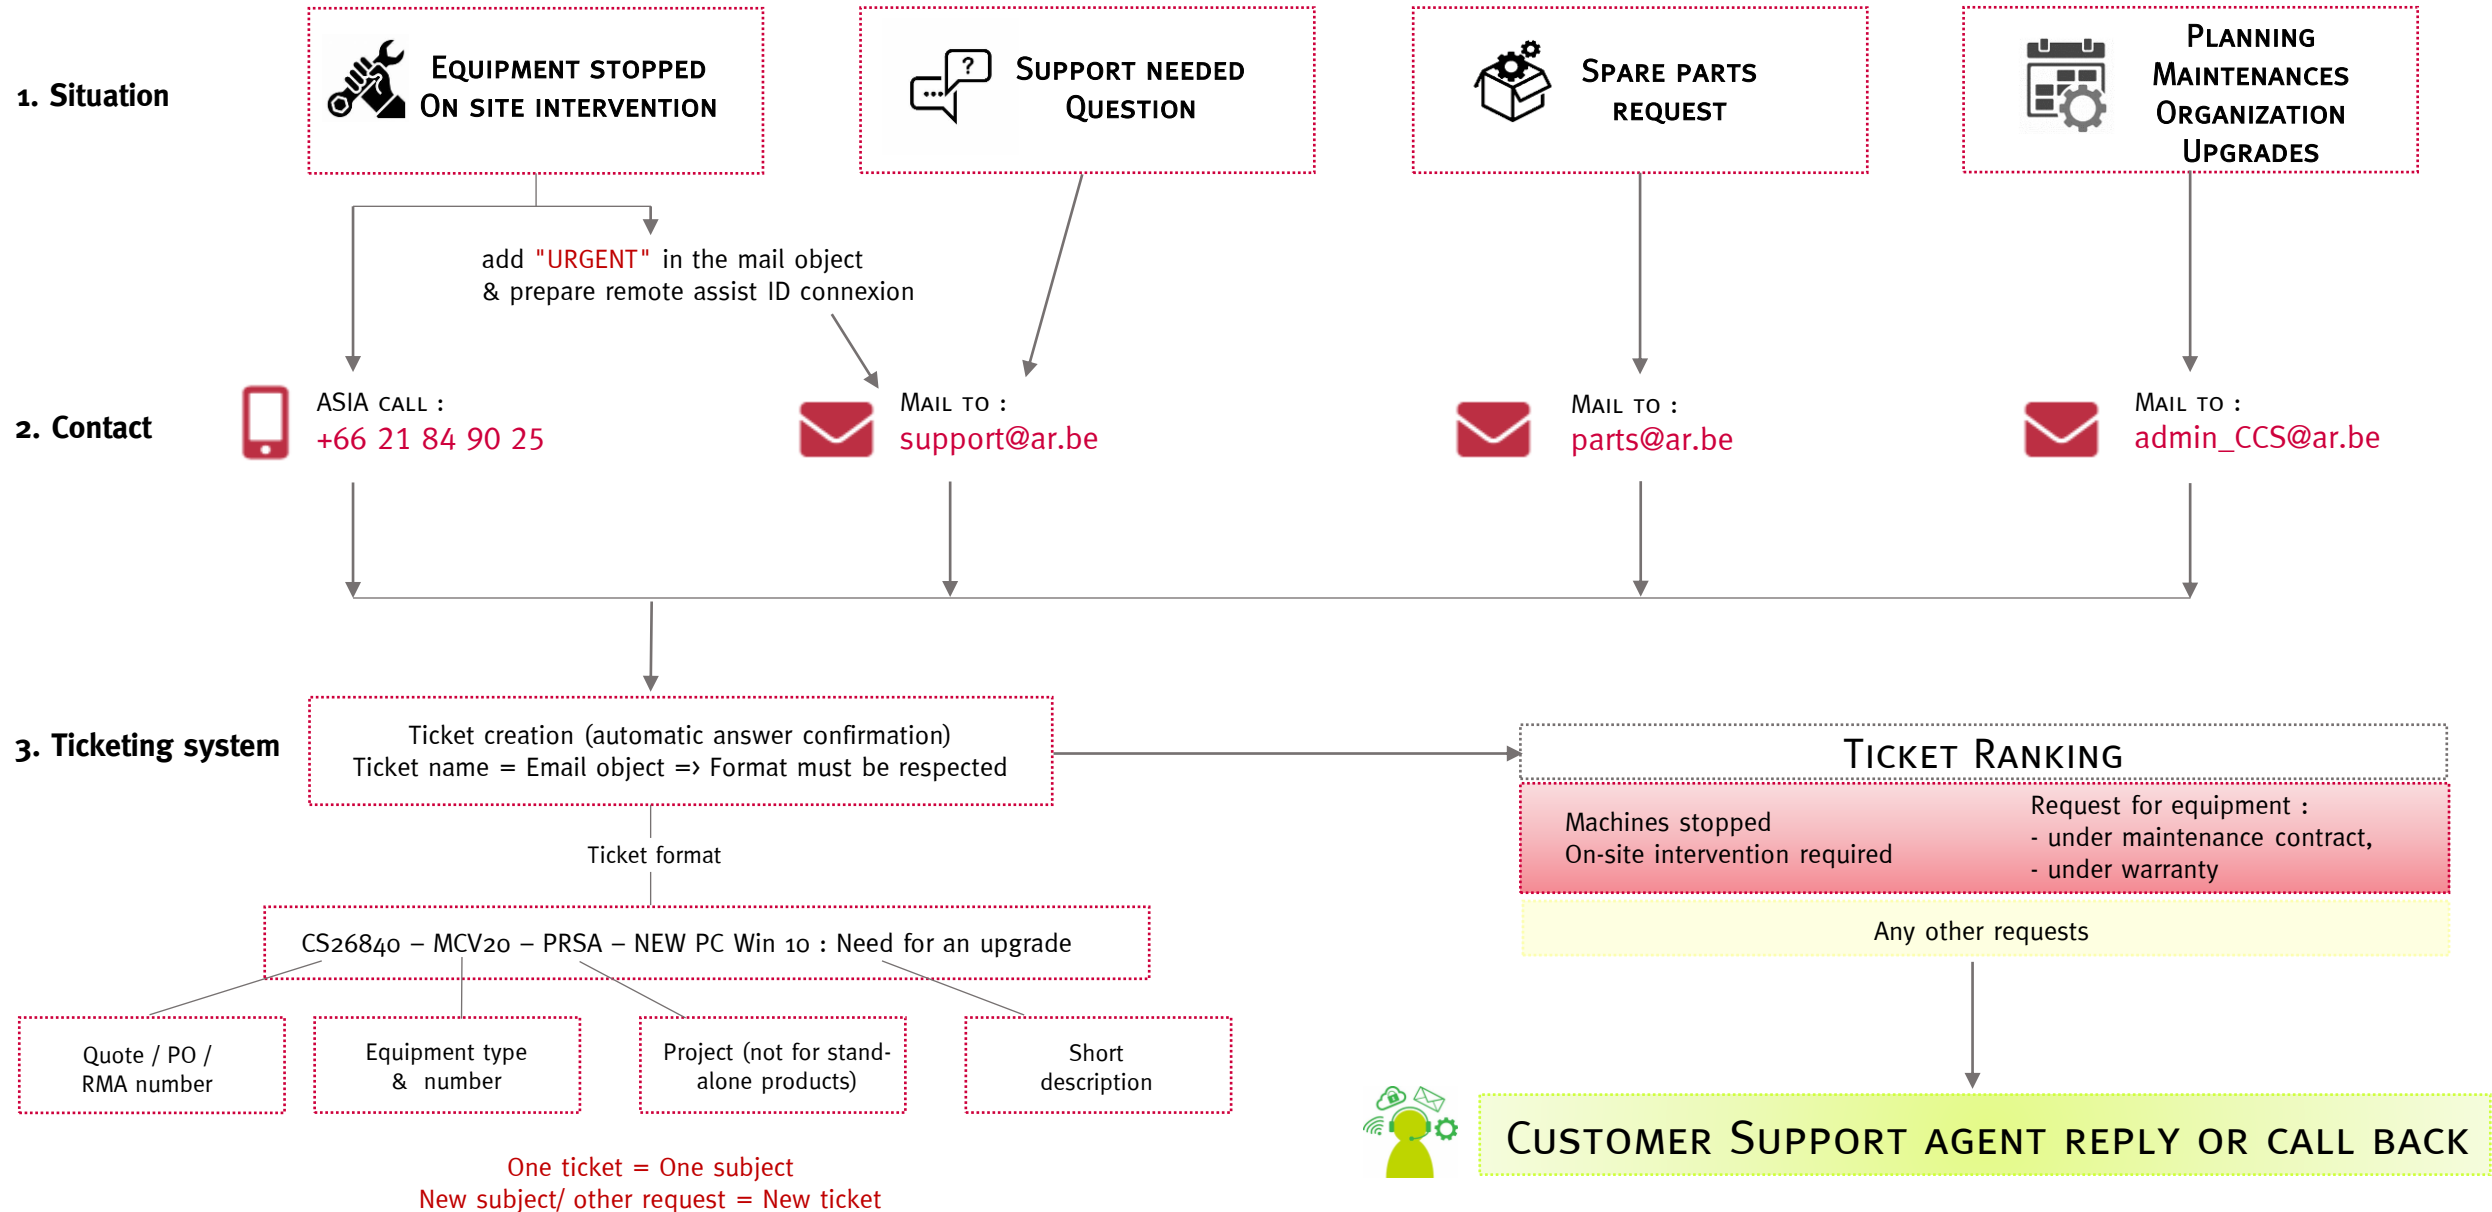 1. Situation
EQUIPMENT STOPPED
ON SITE INTERVENTION
?
SUPPORT NEEDED
QUESTION
SPARE PARTS
REQUEST
PLANNING
MAINTENANCES
ORGANIZATION
UPGRADES
add "URGENT" in the mail object
& prepare remote assist ID connexion
2. Contact
ASIA CALL :
+66 21 84 90 25
MAIL TO :
support@ar.be
MAIL TO :
parts@ar.be
MAIL TO :
admin_CCS@ar.be
3. Ticketing system
Ticket creation (automatic answer confirmation)
Ticket name = Email object => Format must be respected
Ticket format
CS26840 – MCV20 – PRSA – NEW PC Win 10 : Need for an upgrade
Quote / PO /
RMA number
Equipment type
& number
Project (not for stand-
alone products)
Short
description
One ticket = One subject
New subject/ other request = New ticket
TICKET RANKING
Machines stopped
On-site intervention required
Request for equipment :
- under maintenance contract,
- under warranty
Any other requests
CUSTOMER SUPPORT AGENT REPLY OR CALL BACK